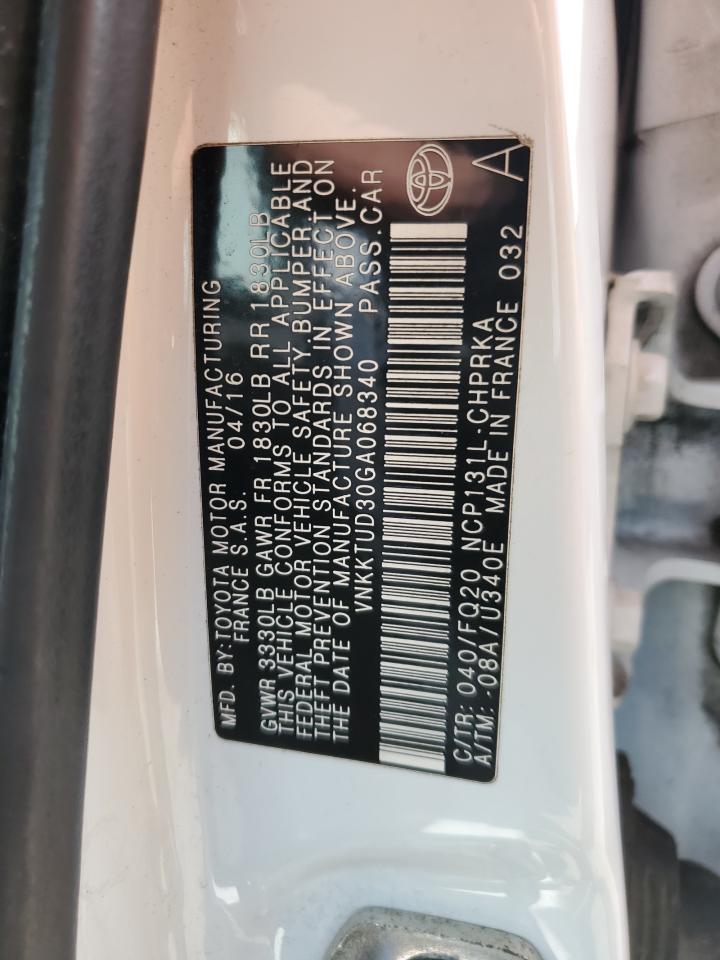 MFD. BY: TOYOTA MOTOR MANUFACTURING
FRANCE S.A.S. 04/16
GVWR 3330LB GAWR FR 1830LB RR 1830LB
THIS VEHICLE CONFORMS TO ALL APPLICABLE
FEDERAL MOTOR VEHICLE SAFETY, BUMPER,AND
THEFT PREVENTION STANDARDS IN EFFECT ON
THE DATE OF MANUFACTURE SHOWN ABOVE.
VNKKTUD30GA068340 PASS.CAR
C/TR: 040/FQ20 NCP131L-CHPRKA
A/TM: -08A/U340E MADE IN FRANCE 032
A